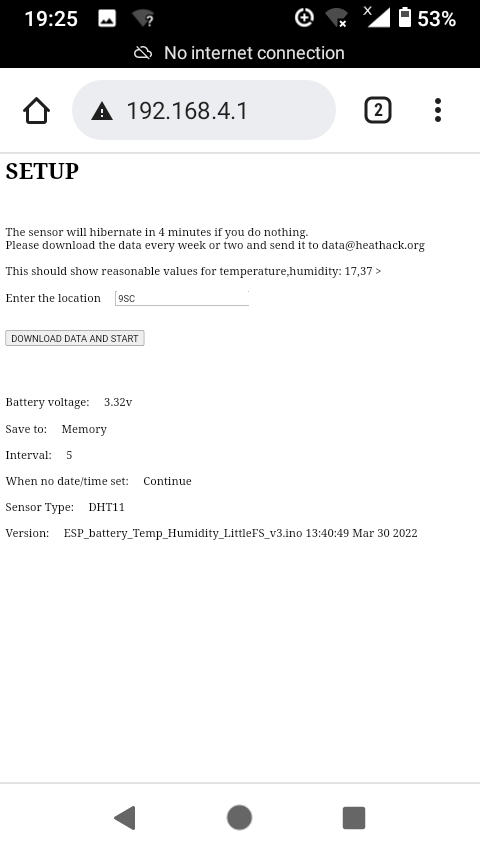 19:25
53%
No internet connection
192.168.4.1
2
SETUP
The sensor will hibernate in 4 minutes if you do nothing.
Please download the data every week or two and send it to data@heathack.org
This should show reasonable values for temperature,humidity: 17,37 >
Enter the location 9SC
DOWNLOAD DATA AND START
Battery voltage: 3.32v
Save to: Memory
Interval: 5
When no date/time set: Continue
Sensor Type: DHT11
Version: ESP_battery_Temp_Humidity_LittleFS_v3.ino 13:40:49 Mar 30 2022